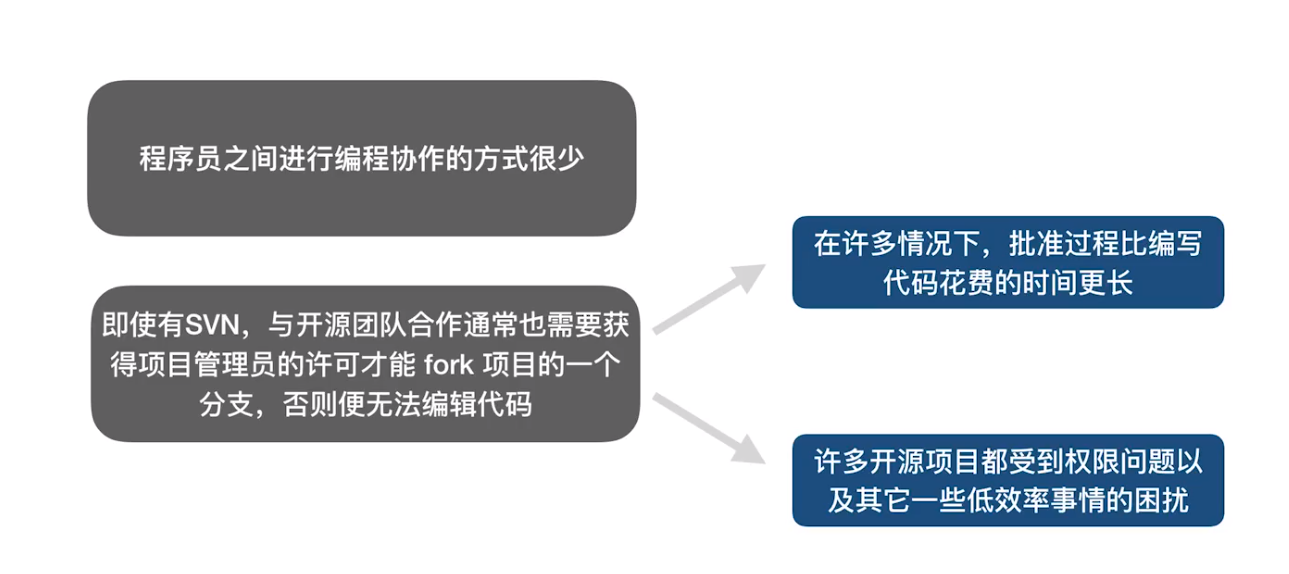 程序员之间进行编程协作的方式很少
即使有SVN，与开源团队合作通常也需要获
得项目管理员的许可才能 fork 项目的一个
分支，否则便无法编辑代码
在许多情况下，批准过程比编写
代码花费的时间更长
许多开源项目都受到权限问题以
及其它一些低效率事情的困扰